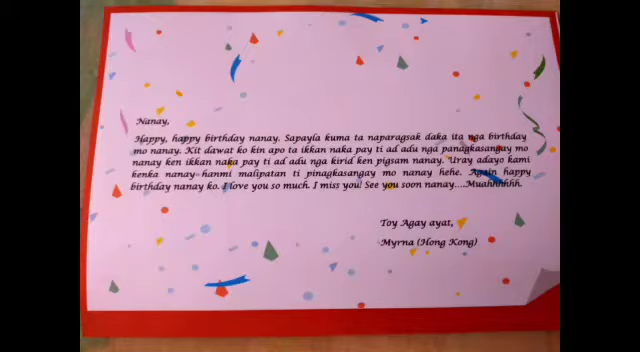 Nanay,
Happy, happy birthday nanay. Sapayla kuma ta naparagsak daka ita nga birthday
mo nanay. Kit dawat ko kin apo ta ikkan naka pay ti ad adu nga panagkasangay mo
nanay ken ikkan naka pay ti ad adu nga kirid ken pigsam nanay. Uray adayo kami
kenka nanay hanmi malipatan ti pinagkasangay mo nanay hehe. Again happy
birthday nanay ko. I love you so much. I miss you! See you soon nanay....Muahhhhhh.
Toy Agay ayat,
Myrna (Hong Kong)